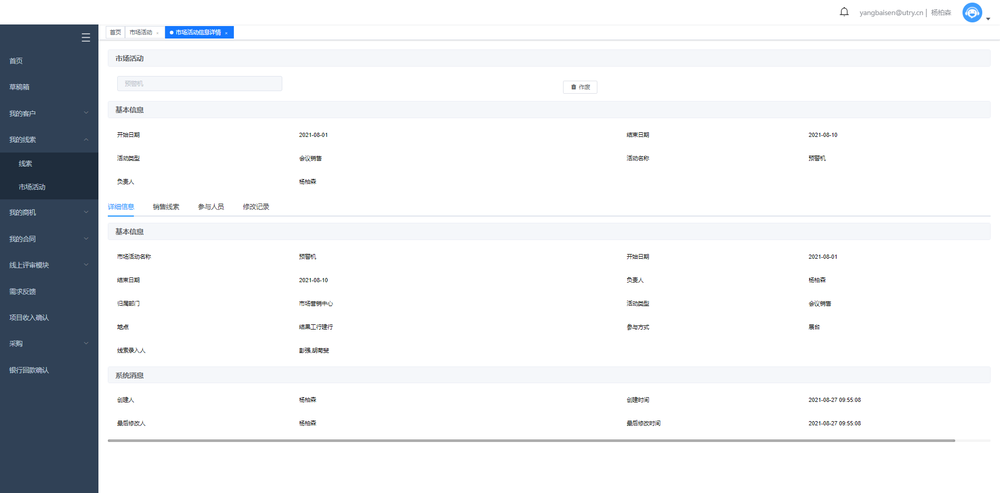 yangbaisen@utry.cn | 杨柏森
首页 市场活动 × 市场活动信息详情 ×
首页
草稿箱
我的客户
我的线索
线索
市场活动
我的商机
我的合同
线上评审模块
需求反馈
项目收入确认
采购
银行回款确认
市场活动
预警机 作废
基本信息
开始日期 2021-08-01 结束日期 2021-08-10
活动类型 会议销售 活动名称 预警机
负责人 杨柏森
详细信息 销售线索 参与人员 修改记录
基本信息
市场活动名称 预警机 开始日期 2021-08-01
结束日期 2021-08-10 负责人 杨柏森
归属部门 市场营销中心 活动类型 会议销售
地点 结果工行建行 参与方式 展台
线索录入人 彭强,胡菊斐
系统消息
创建人 杨柏森 创建时间 2021-08-27 09:55:08
最后修改人 杨柏森 最后修改时间 2021-08-27 09:55:08